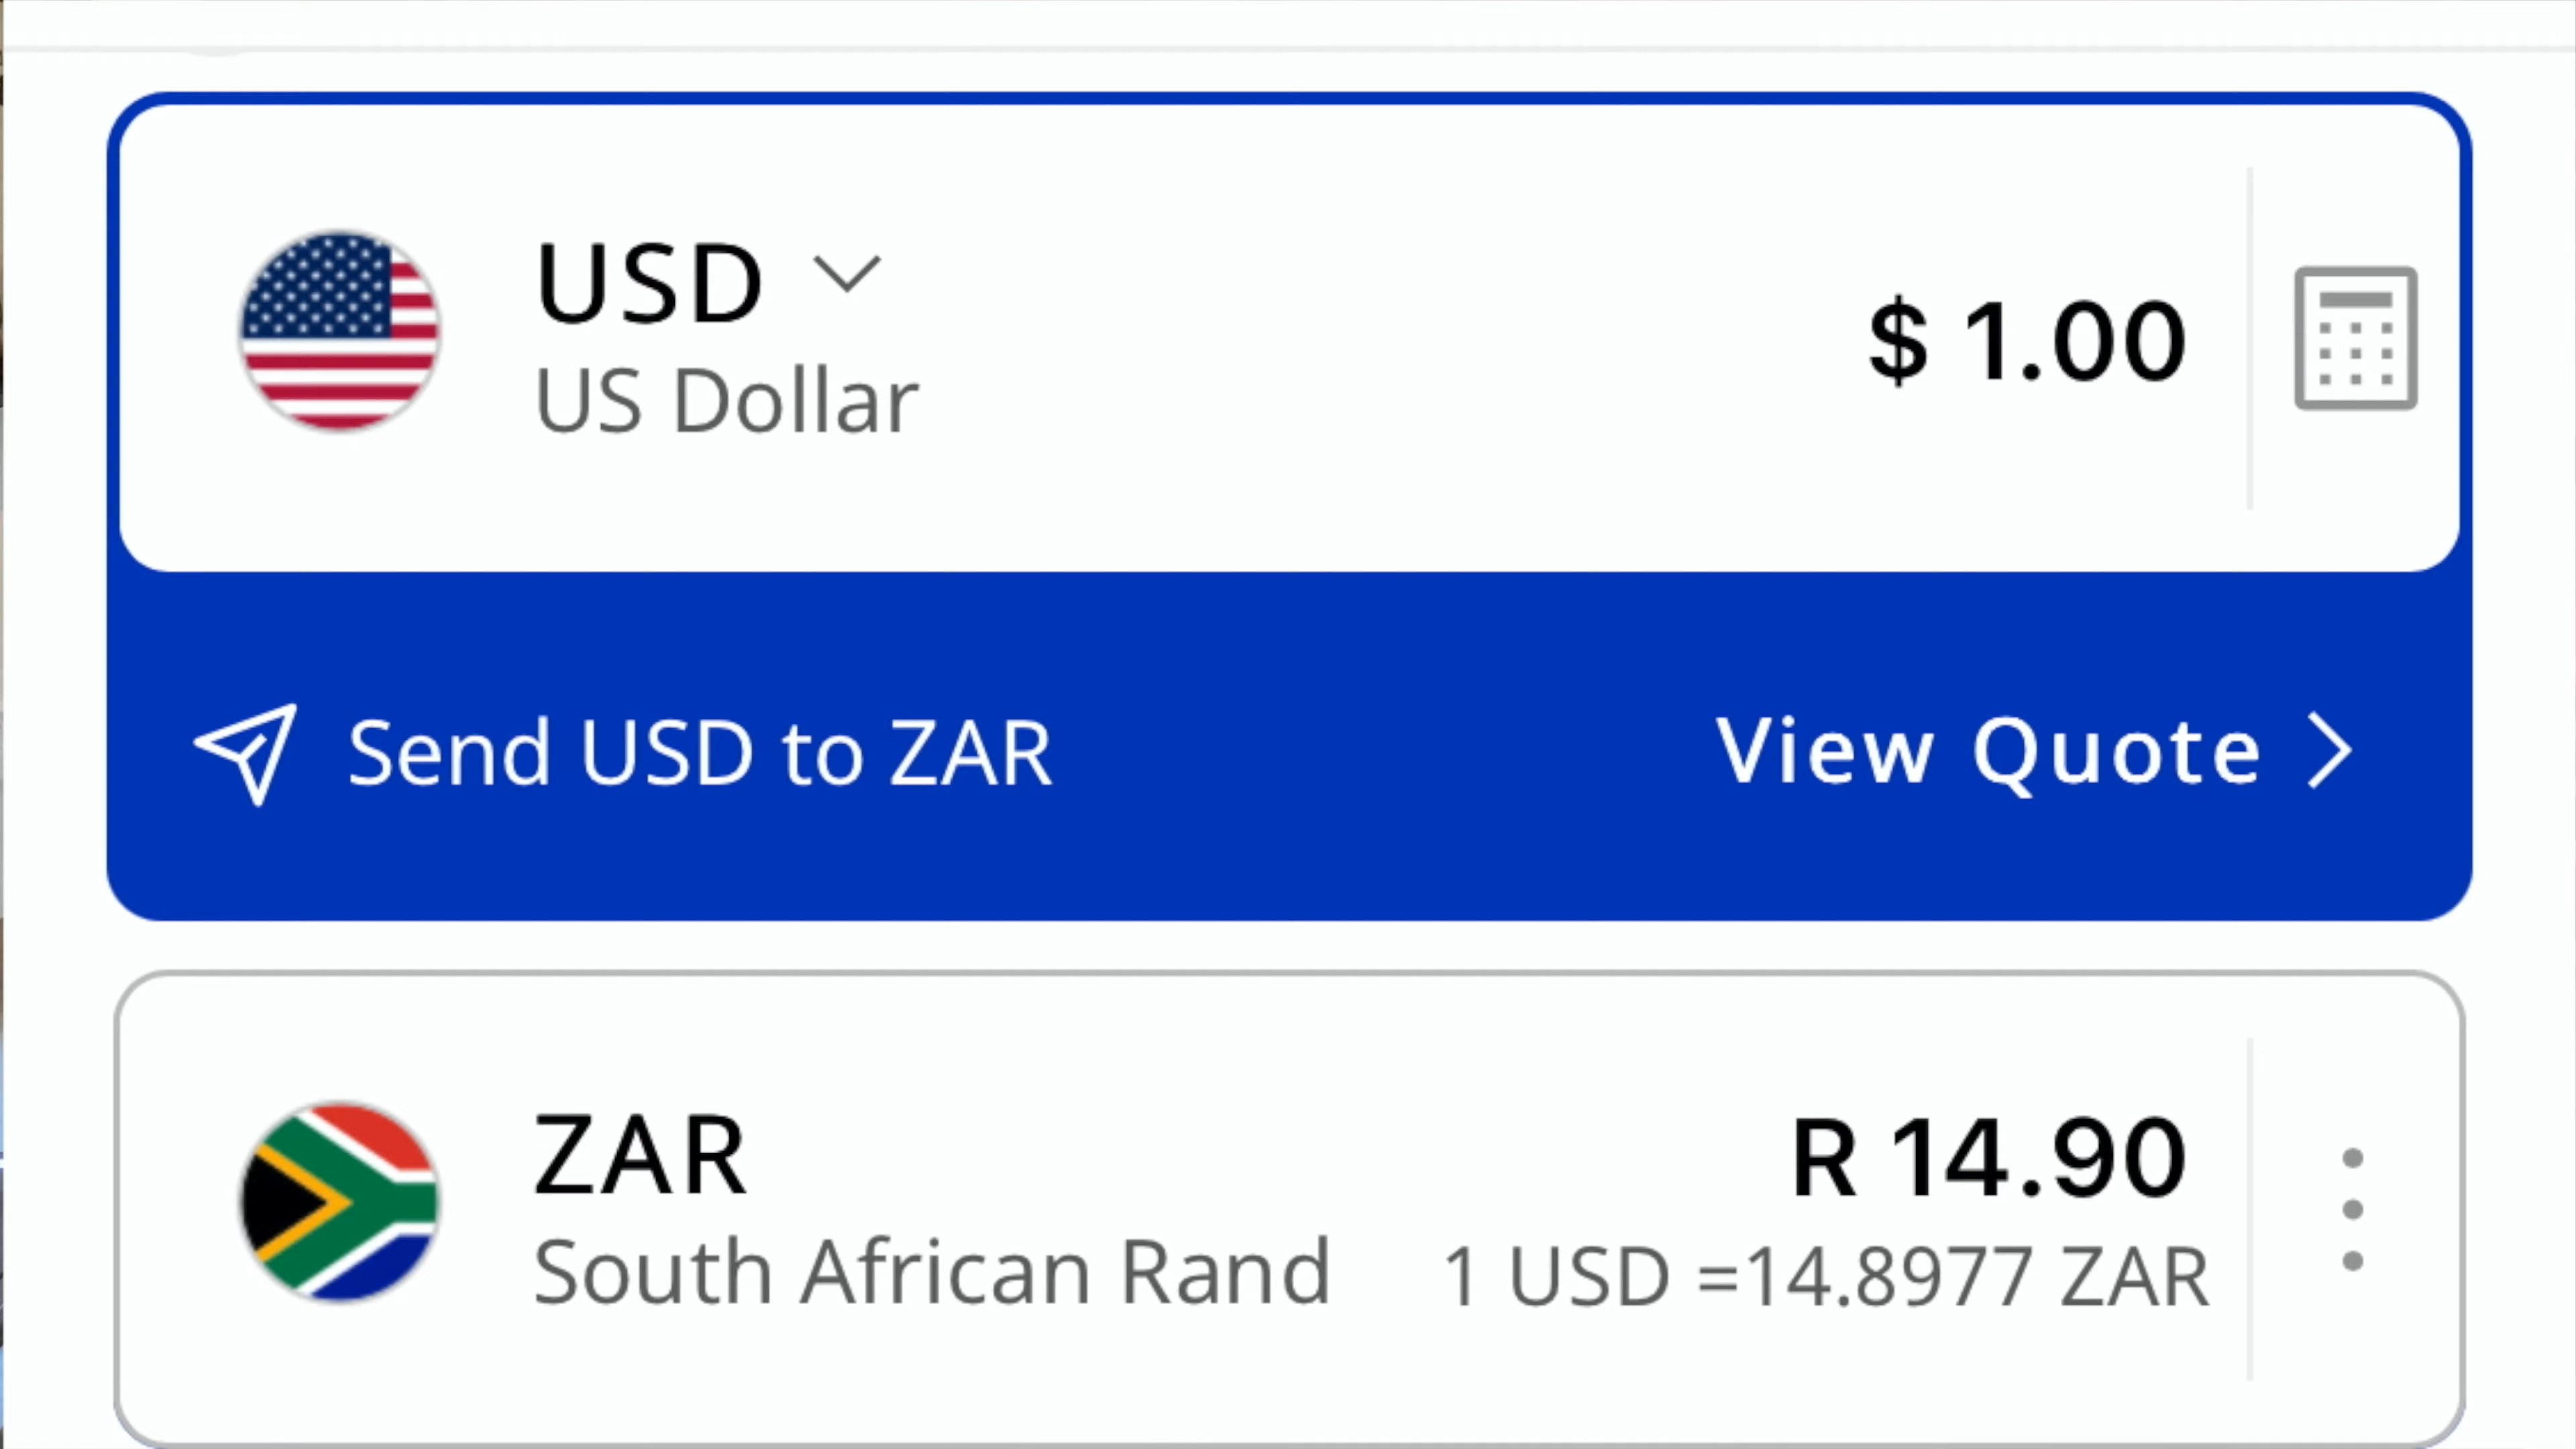 USD
US Dollar
$ 1.00
Send USD to ZAR
View Quote
ZAR
South African Rand
R 14.90
1 USD =14.8977 ZAR